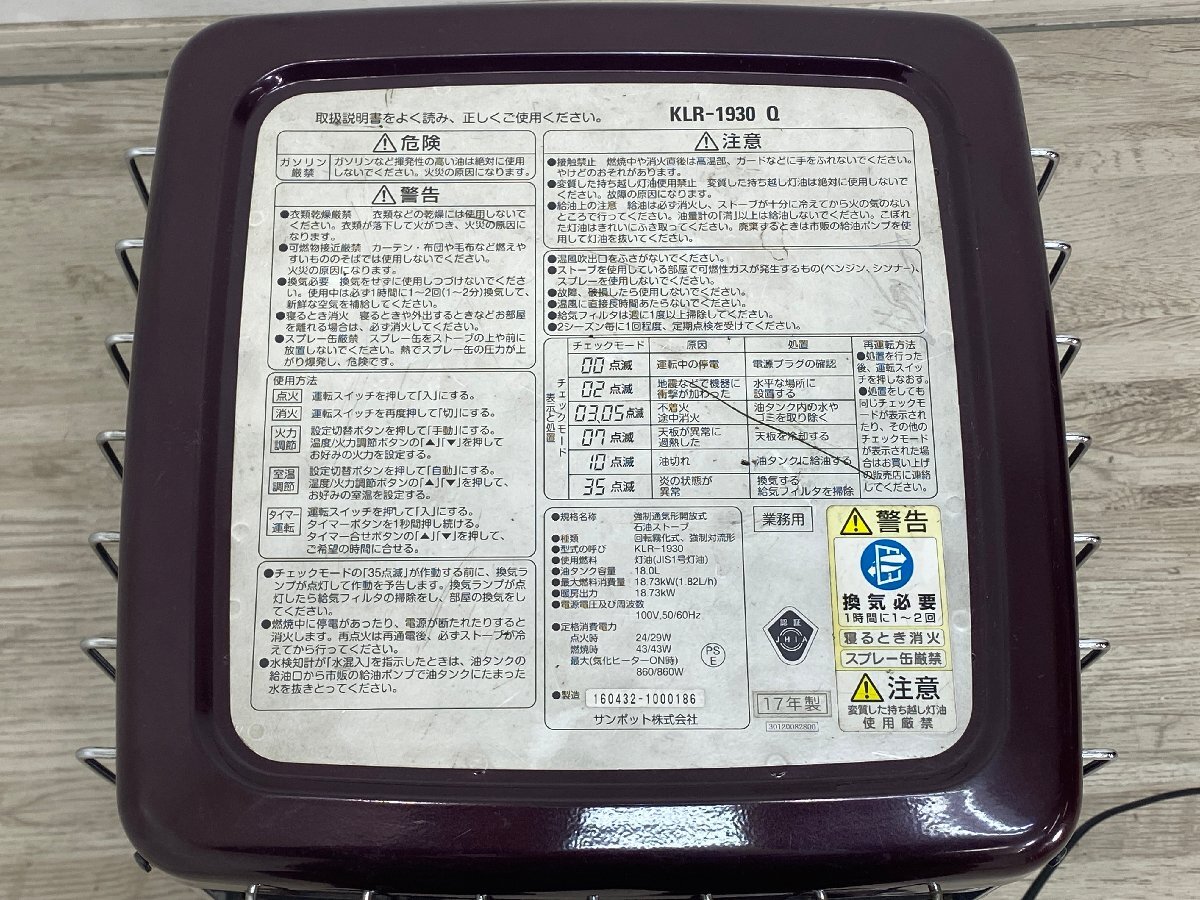 取扱説明書をよく読み、正しくご使用ください。
KLR-1930 Q
⚠危険
ガソリン厳禁
ガソリンなど揮発性の高い油は絶対に使用
しないでください。火災の原因になります。
⚠警告
●衣類乾燥厳禁 衣類などの乾燥には使用しないで
ください。衣類が落下して火がつき、火災の原因に
なります。
●可燃物接近厳禁 カーテン・布団や毛布など燃えや
すいもののそばでは使用しないでください。
火災の原因になります。
●換気必要 換気をせずに使用しつづけないでくださ
い。使用中は必ず1時間に1〜2回(1〜2分)換気して、
新鮮な空気を補給してください。
●寝るとき消火 寝るときや外出するときなどお部屋
を離れる場合は、必ず消火してください。
●スプレー缶厳禁 スプレー缶をストーブの上や前に
放置しないでください。熱でスプレー缶の圧力が上
がり爆発し、危険です。
使用方法
点火 運転スイッチを押して「入」にする。
消火 運転スイッチを再度押して「切」にする。
火力調節
設定切替ボタンを押して「手動」にする。
温度/火力調節ボタンの「▲」「▼」を押して
お好みの火力を設定する。
室温調節
設定切替ボタンを押して「自動」にする。
温度/火力調節ボタンの「▲」「▼」を押して、
お好みの室温を設定する。
タイマー運転
運転スイッチを押して「入」にする。
タイマーボタンを1秒間押し続ける。
タイマー合せボタンの「▲」「▼」を押して、
ご希望の時間に合せる。
●チェックモードの「35点滅」が作動する前に、換気ラ
ンプが点灯して作動を予告します。換気ランプが点
灯したら給気フィルタの掃除をし、部屋の換気をし
てください。
●燃焼中に停電があったり、電源が断たれたりすると
消火します。再点火は再通電後、必ずストーブが冷
えてから行ってください。
●水検知計が「水混入」を指示したときは、油タンクの
給油口から市販の給油ポンプで油タンクにたまった
水を抜きとってください。
⚠注意
●接触禁止 燃焼中や消火直後は高温部、ガードなどに手をふれないでください。
やけどのおそれがあります。
●変質した持ち越し灯油使用禁止 変質した持ち越し灯油は絶対に使用しないで
ください。故障の原因になります。
●給油上の注意 給油は必ず消火し、ストーブが十分に冷えてから火の気のない
ところで行ってください。油量計の「満」以上は給油しないでください。こぼれ
た灯油はきれいにふき取ってください。廃棄するときは市販の給油ポンプを使
用して灯油を抜いてください。
●温風吹出口をふさがないでください。
●ストーブを使用している部屋で可燃性ガスが発生するもの(ベンジン、シンナー)、
スプレーを使用しないでください。
●故障、破損したら使用しないでください。
●温風に直接長時間あたらないでください。
●給気フィルタは週に1度以上掃除してください。
●2シーズン毎に1回程度、定期点検を受けてください。
チェックモード表示と処置
チェックモード 原因 処置 再運転方法
00点滅 運転中の停電 電源プラグの確認
02点滅 地震などで機器に衝撃が加わった 水平な場所に設置する
03,05点滅 不着火途中消火 油タンク内の水やゴミを取り除く
07点滅 天板が異常に過熱した 天板を冷却する
10点滅 油切れ 油タンクに給油する
35点滅 炎の状態が異常 換気する給気フィルタを掃除
●処置を行った
後、運転スイッ
チを押しなおす。
●処置をしても
同じチェックモー
ドが表示され
たり、その他の
チェックモード
が表示された場
合はお買い上げ
の販売店に連絡
してください。
●規格名称 強制通気形開放式
石油ストーブ
●種類 回転霧化式、強制対流形
●型式の呼び KLR-1930
●使用燃料 灯油(JIS1号灯油)
●油タンク容量 18.0L
●最大燃料消費量 18.73kW(1.82L/h)
●暖房出力 18.73kW
●電源電圧及び周波数
100V,50/60Hz
●定格消費電力
点火時 24/29W
燃焼時 43/43W
最大(気化ヒーターON時)
860/860W
PS
E
●製造 160432-1000186
サンポット株式会社
業務用
認証
JHIA
17年製
30120082800
⚠警告
換気必要
1時間に1〜2回
寝るとき消火
スプレー缶厳禁
⚠注意
変質した持ち越し灯油
使用厳禁